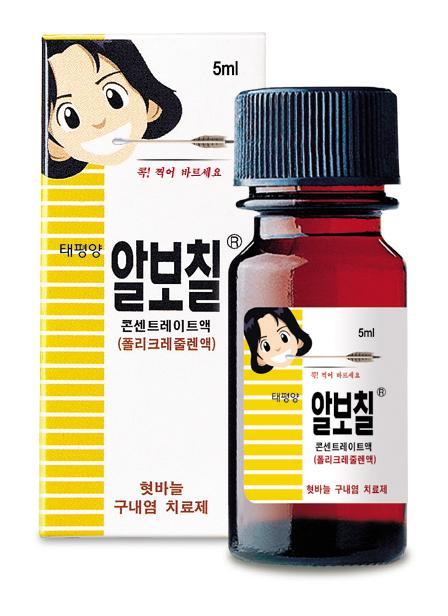 5ml
콕! 찍어 바르세요
태평양
알보칠®
콘센트레이트액
(폴리크레줄렌액)
혓바늘
구내염 치료제
5ml
콕! 찍어 바르세요
태평양
알보칠®
콘센트레이트액
(폴리크레줄렌액)
혓바늘 구내염 치료제